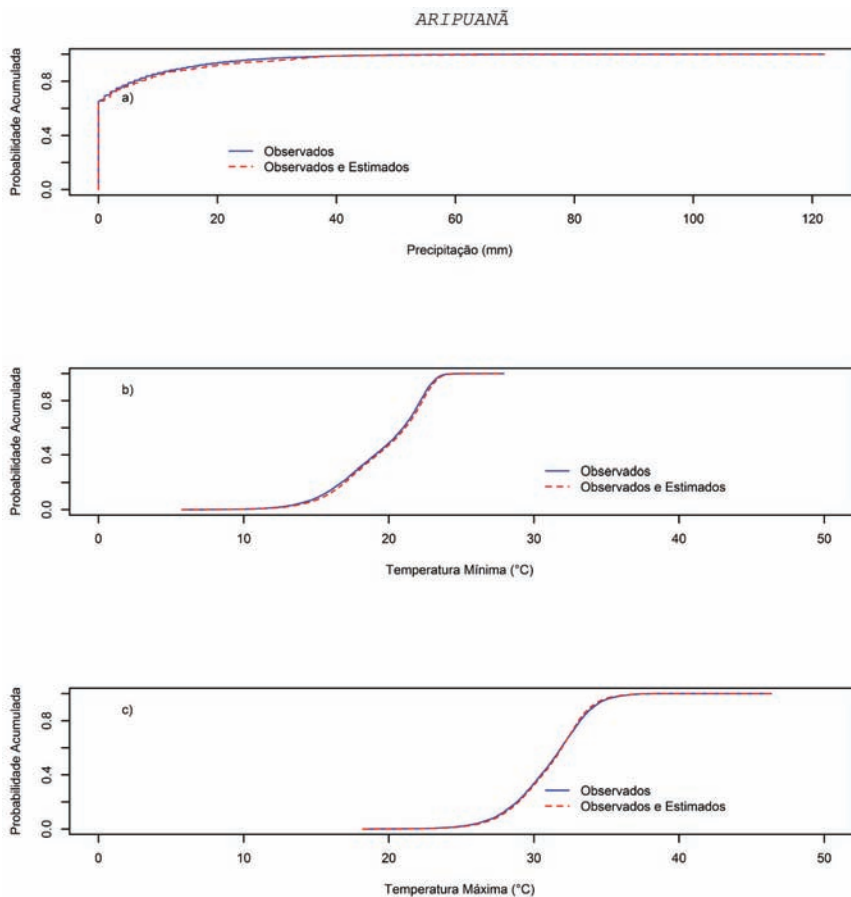 ARIPUANÃ
Probabilidade Acumulada
0.0 0.4 0.8
a)
Observados
Observados e Estimados
0 20 40 60 80 100 120
Precipitação (mm)
Probabilidade Acumulada
0.0 0.4 0.8
b)
Observados
Observados e Estimados
0 10 20 30 40 50
Temperatura Mínima (°C)
Probabilidade Acumulada
0.0 0.4 0.8
c)
Observados
Observados e Estimados
0 10 20 30 40 50
Temperatura Máxima (°C)